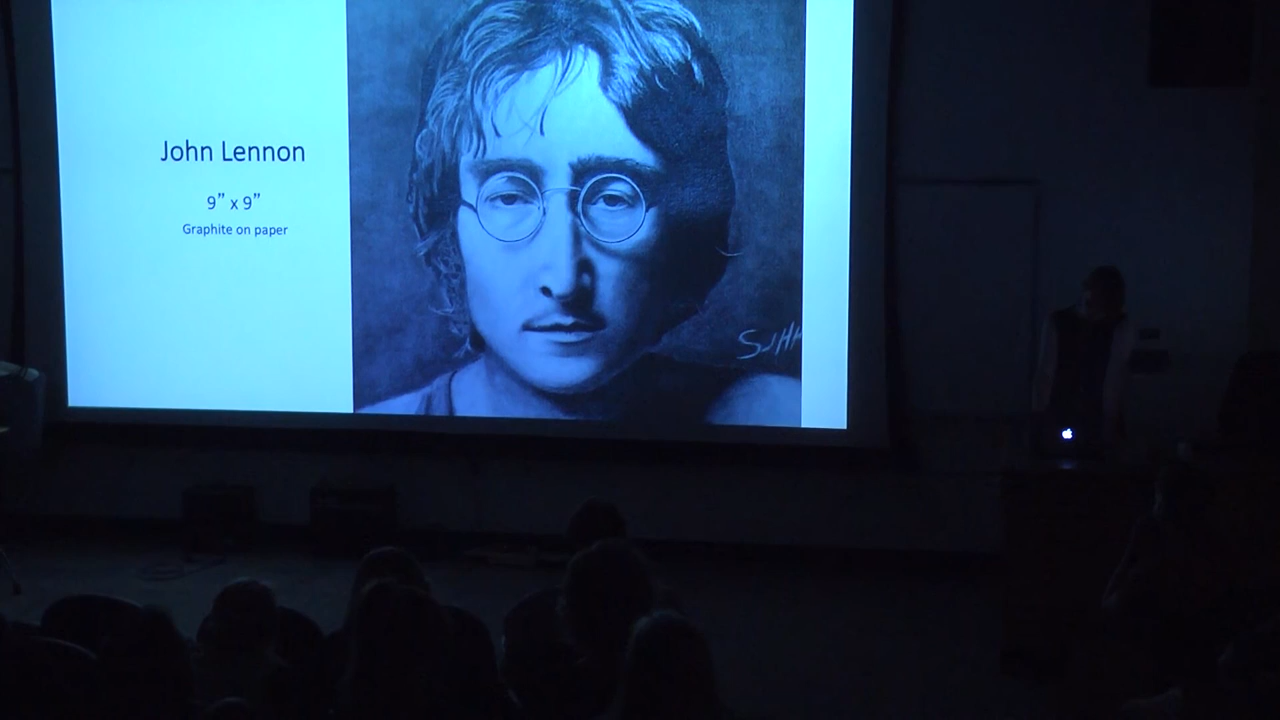 John Lennon
9” x 9”
Graphite on paper